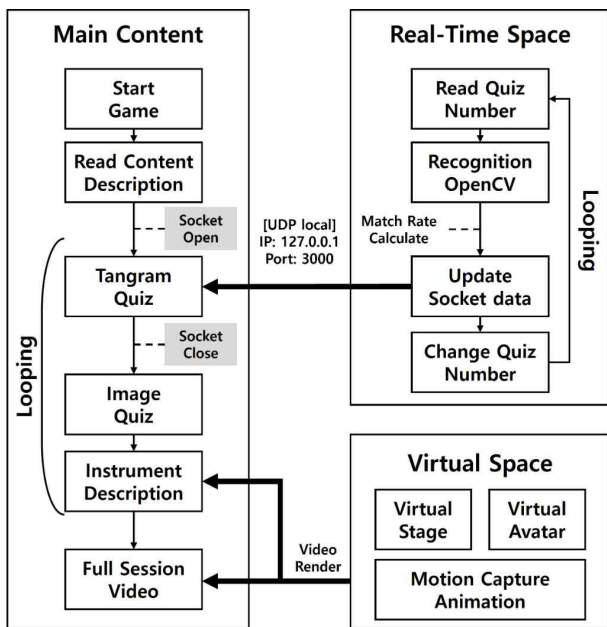 Main Content
Start
Game
Read Content
Description
Socket
Open
Tangram
Quiz
Socket
Close
Image
Quiz
Instrument
Description
Full Session
Video
Looping
[UDP local]
IP: 127.0.0.1
Port: 3000
Real-Time Space
Read Quiz
Number
Recognition
OpenCV
Match Rate
Calculate
Update
Socket data
Change Quiz
Number
Looping
Video
Render
Virtual Space
Virtual
Stage
Virtual
Avatar
Motion Capture
Animation